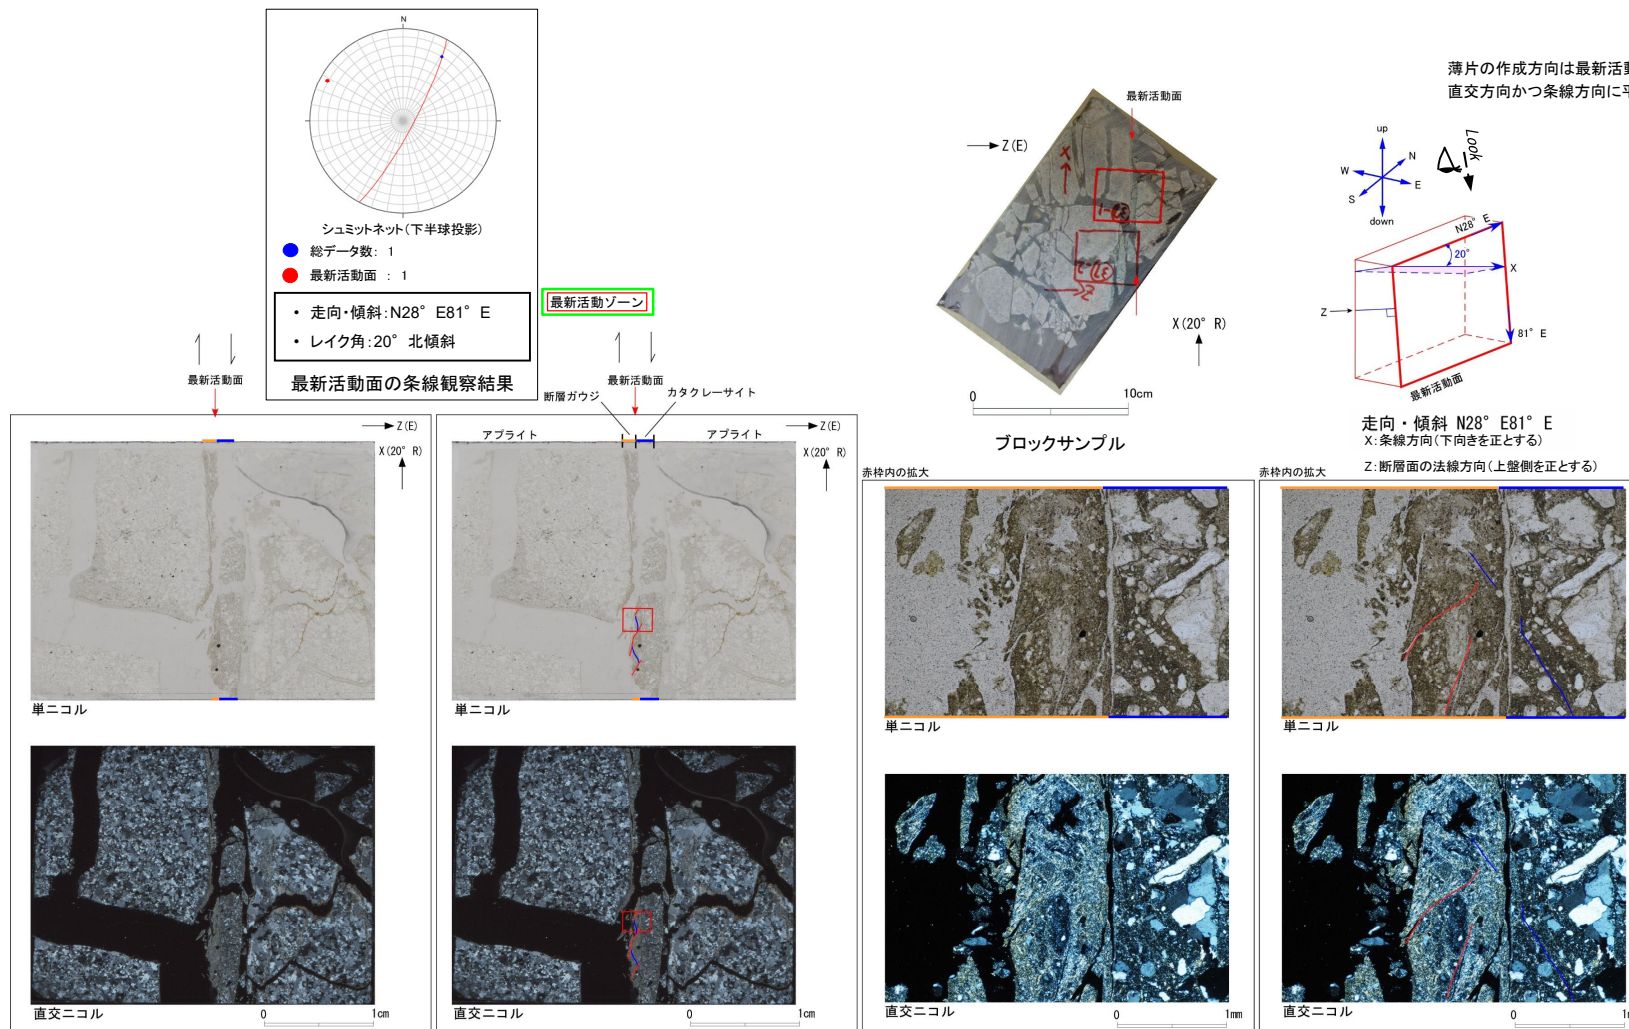 N
シュミットネット(下半球投影)
総データ数: 1
最新活動面 : 1
・ 走向・傾斜:N28°E81°E
・ レイク角:20°北傾斜
最新活動面の条線観察結果
最新活動ゾーン
最新活動面
Z(E)
X(20°R)
単ニコル
直交ニコル
0 1cm
最新活動面
断層ガウジ
カタクレーサイト
アプライト
アプライト
Z(E)
X(20°R)
単ニコル
直交ニコル
0 1cm
最新活動面
Z(E)
X
Z
X(20°R)
0 10cm
ブロックサンプル
薄片の作成方向は最新活動
直交方向かつ条線方向に平
up
N
W
E
S
down
Look
N28°E
20°
X
Z
81°E
最新活動面
走向・傾斜 N28°E81°E
X:条線方向(下向きを正とする)
Z:断層面の法線方向(上盤側を正とする)
赤枠内の拡大
単ニコル
直交ニコル
0 1mm
赤枠内の拡大
単ニコル
直交ニコル
0